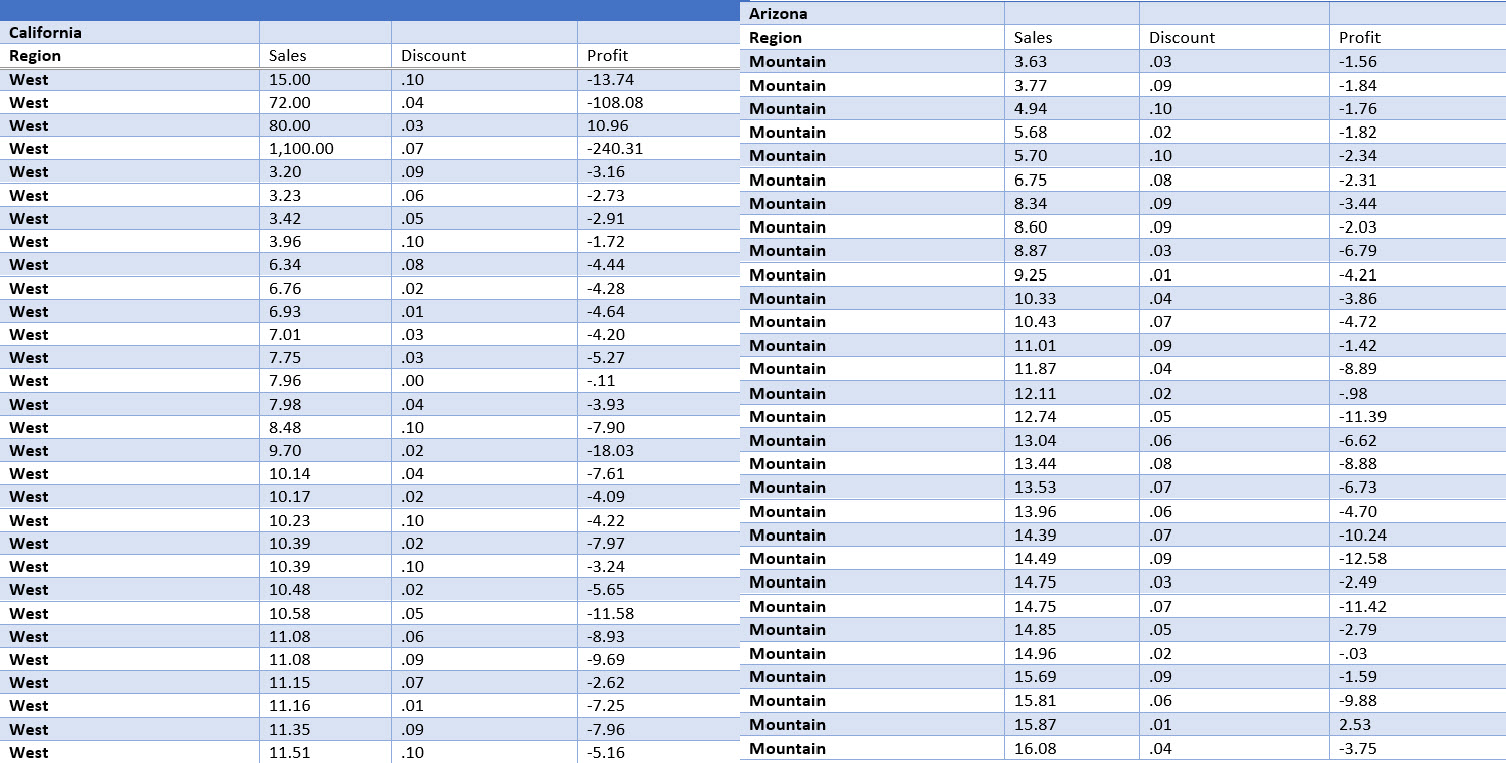 California
Region Sales Discount Profit
West 15.00 .10 -13.74
West 72.00 .04 -108.08
West 80.00 .03 10.96
West 1,100.00 .07 -240.31
West 3.20 .09 -3.16
West 3.23 .06 -2.73
West 3.42 .05 -2.91
West 3.96 .10 -1.72
West 6.34 .08 -4.44
West 6.76 .02 -4.28
West 6.93 .01 -4.64
West 7.01 .03 -4.20
West 7.75 .03 -5.27
West 7.96 .00 -.11
West 7.98 .04 -3.93
West 8.48 .10 -7.90
West 9.70 .02 -18.03
West 10.14 .04 -7.61
West 10.17 .02 -4.09
West 10.23 .10 -4.22
West 10.39 .02 -7.97
West 10.39 .10 -3.24
West 10.48 .02 -5.65
West 10.58 .05 -11.58
West 11.08 .06 -8.93
West 11.08 .09 -9.69
West 11.15 .07 -2.62
West 11.16 .01 -7.25
West 11.35 .09 -7.96
West 11.51 .10 -5.16
Arizona
Region Sales Discount Profit
Mountain 3.63 .03 -1.56
Mountain 3.77 .09 -1.84
Mountain 4.94 .10 -1.76
Mountain 5.68 .02 -1.82
Mountain 5.70 .10 -2.34
Mountain 6.75 .08 -2.31
Mountain 8.34 .09 -3.44
Mountain 8.60 .09 -2.03
Mountain 8.87 .03 -6.79
Mountain 9.25 .01 -4.21
Mountain 10.33 .04 -3.86
Mountain 10.43 .07 -4.72
Mountain 11.01 .09 -1.42
Mountain 11.87 .04 -8.89
Mountain 12.11 .02 -.98
Mountain 12.74 .05 -11.39
Mountain 13.04 .06 -6.62
Mountain 13.44 .08 -8.88
Mountain 13.53 .07 -6.73
Mountain 13.96 .06 -4.70
Mountain 14.39 .07 -10.24
Mountain 14.49 .09 -12.58
Mountain 14.75 .03 -2.49
Mountain 14.75 .07 -11.42
Mountain 14.85 .05 -2.79
Mountain 14.96 .02 -.03
Mountain 15.69 .09 -1.59
Mountain 15.81 .06 -9.88
Mountain 15.87 .01 2.53
Mountain 16.08 .04 -3.75